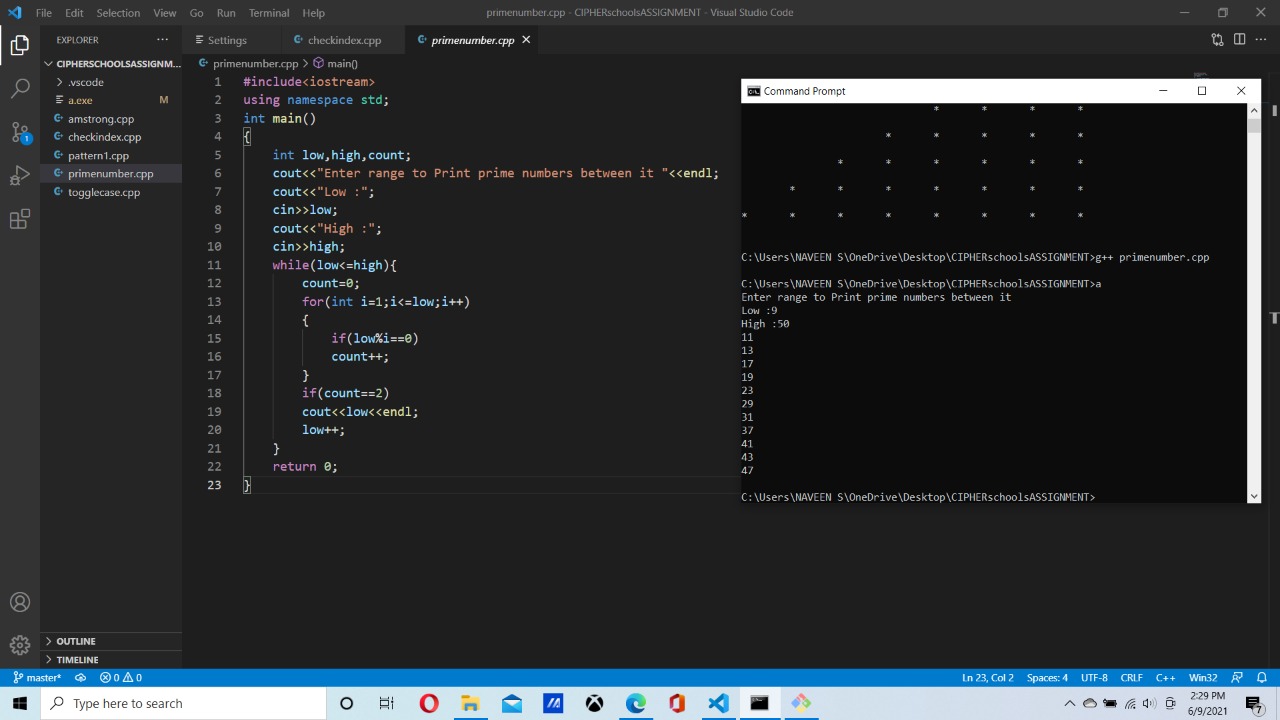 File Edit Selection View Go Run Terminal Help primenumber.cpp - CIPHERschoolsASSIGNMENT - Visual Studio Code
EXPLORER ...
Settings checkindex.cpp primenumber.cpp
CIPHERSCHOOLSASSIGNM...
.vscode
a.exe M
amstrong.cpp
checkindex.cpp
pattern1.cpp
primenumber.cpp
togglecase.cpp
OUTLINE
TIMELINE
1
primenumber.cpp > main()
1 #include<iostream>
2 using namespace std;
3 int main()
4 {
5 int low,high,count;
6 cout<<"Enter range to Print prime numbers between it "<<endl;
7 cout<<"Low :";
8 cin>>low;
9 cout<<"High :";
10 cin>>high;
11 while(low<=high){
12 count=0;
13 for(int i=1;i<=low;i++)
14 {
15 if(low%i==0)
16 count++;
17 }
18 if(count==2)
19 cout<<low<<endl;
20 low++;
21 }
22 return 0;
23 }
Command Prompt
* * * *
* * * * *
* * * * * *
* * * * * * *
* * * * * * * *
C:\Users\NAVEEN S\OneDrive\Desktop\CIPHERschoolsASSIGNMENT>g++ primenumber.cpp
C:\Users\NAVEEN S\OneDrive\Desktop\CIPHERschoolsASSIGNMENT>a
Enter range to Print prime numbers between it
Low :9
High :50
11
13
17
19
23
29
31
37
41
43
47
C:\Users\NAVEEN S\OneDrive\Desktop\CIPHERschoolsASSIGNMENT>
master* 0 0 Ln 23, Col 2 Spaces: 4 UTF-8 CRLF C++ Win32
Type here to search
2:29 PM
6/9/2021
7